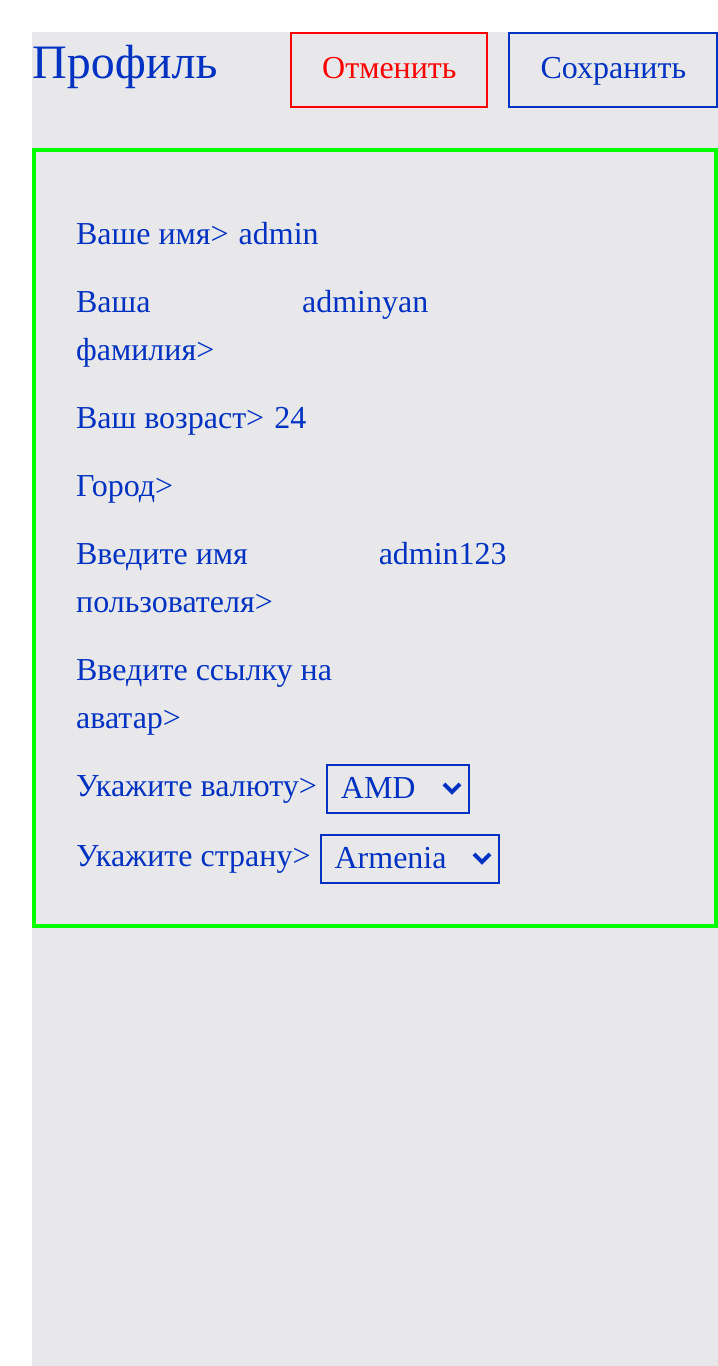 Профиль Отменить Сохранить
Ваше имя> admin
Ваша adminyan
фамилия>
Ваш возраст> 24
Город>
Введите имя admin123
пользователя>
Введите ссылку на
аватар>
Укажите валюту> AMD
Укажите страну> Armenia